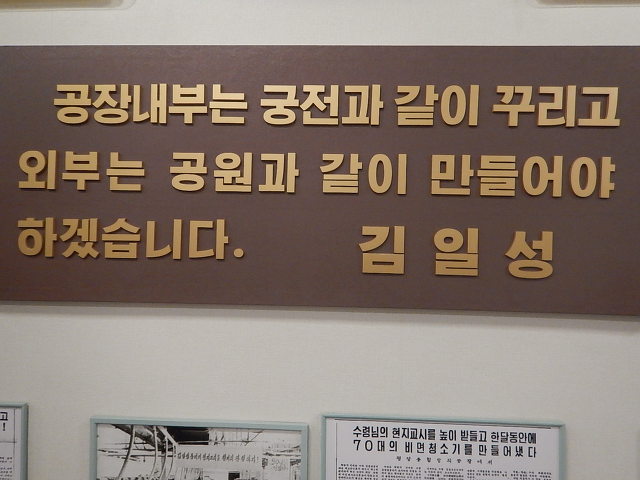 공장내부는 궁전과 같이 꾸리고
외부는 공원과 같이 만들어야
하겠습니다. 김일성
수령님의 현지교시를 높이 받들고 한달동안에
70대의 비면청소기를 만들어냈다